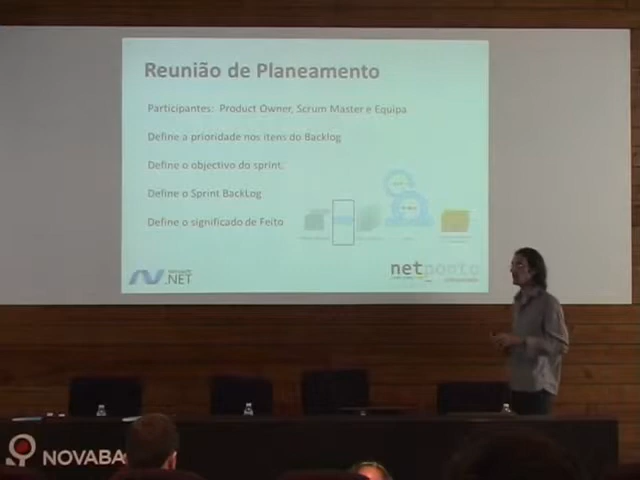 Reunião de Planeamento
Participantes: Product Owner, Scrum Master e Equipa
Define a prioridade nos itens do Backlog
Define o objectivo do sprint.
Define o Sprint BackLog
Define o significado de Feito
.NET
netponto
NOVABA